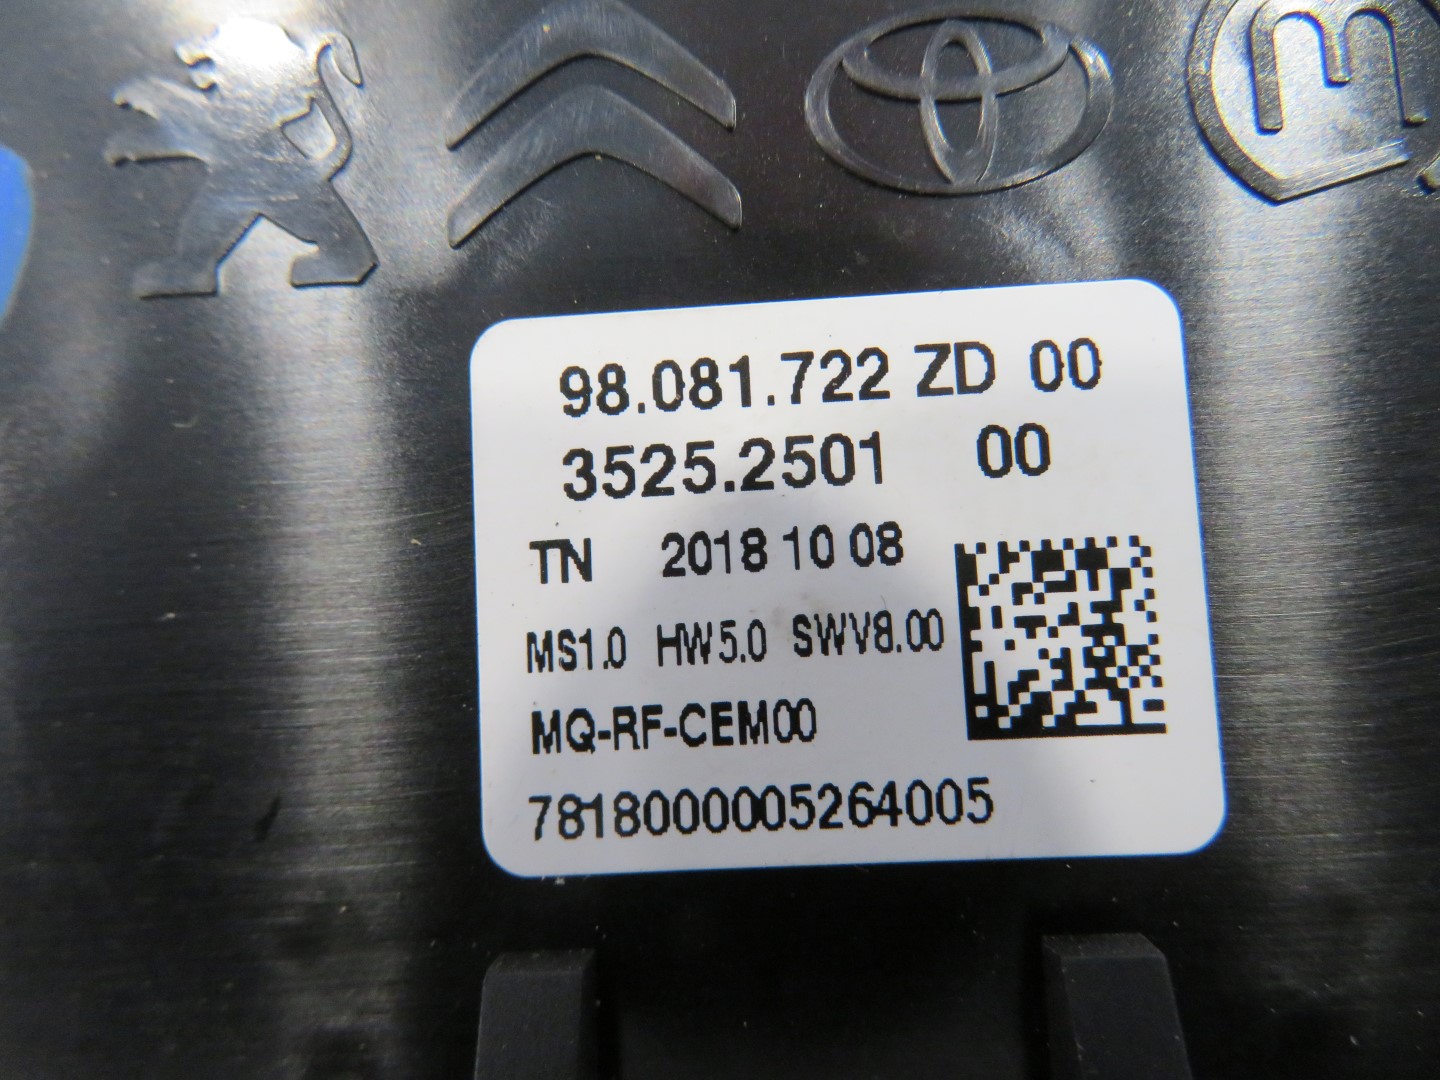 98.081.722 ZD 00
3525.2501 00
TN 2018 10 08
MS1.0 HW5.0 SWV8.00
MQ-RF-CEM00
7818000005264005